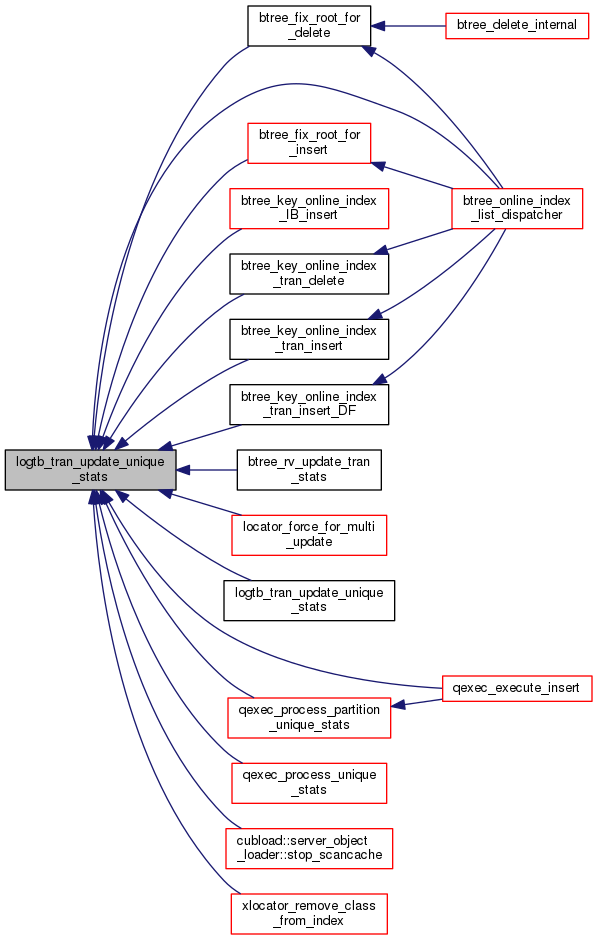 btree_fix_root_for
_delete
btree_delete_internal
btree_fix_root_for
_insert
btree_key_online_index
_IB_insert
btree_online_index
_list_dispatcher
btree_key_online_index
_tran_delete
btree_key_online_index
_tran_insert
btree_key_online_index
_tran_insert_DF
logtb_tran_update_unique
_stats
btree_rv_update_tran
_stats
locator_force_for_multi
_update
logtb_tran_update_unique
_stats
qexec_execute_insert
qexec_process_partition
_unique_stats
qexec_process_unique
_stats
cubload::server_object
_loader::stop_scancache
xlocator_remove_class
_from_index